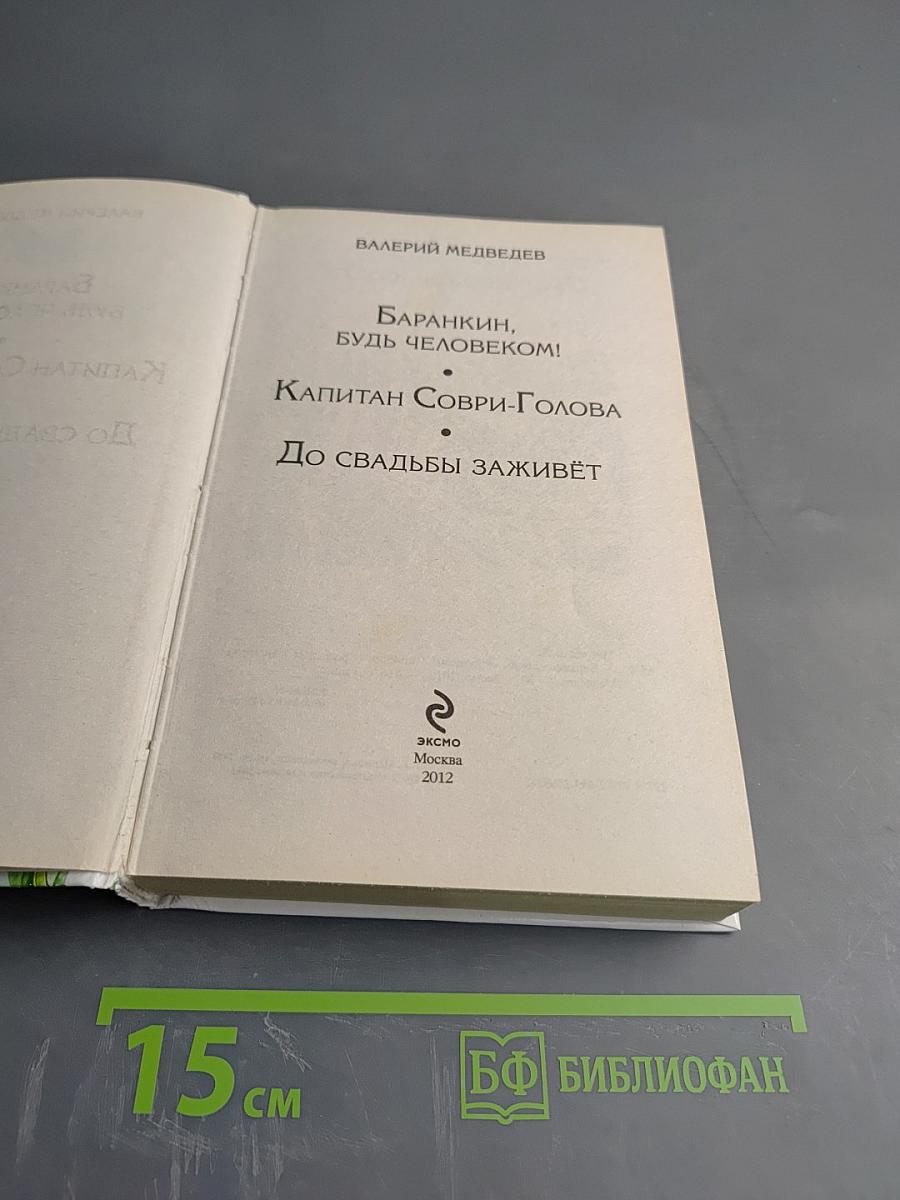 ВАЛЕРИЙ МЕДВЕДЕВ
БАРАНКИН,
БУДЬ ЧЕЛОВЕКОМ!
•
КАПИТАН СОВРИ-ГОЛОВА
•
ДО СВАДЬБЫ ЗАЖИВЁТ
ЭКСМО
Москва
2012
15 СМ
БФ БИБЛИОФАН